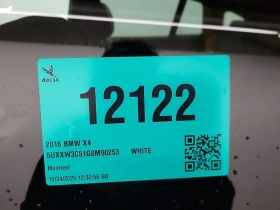 AdESA
12122
2016 BMW X4
5UXXW3C51G0M90253 WHITE
Montreal
10/24/2025 12:32:56 GG